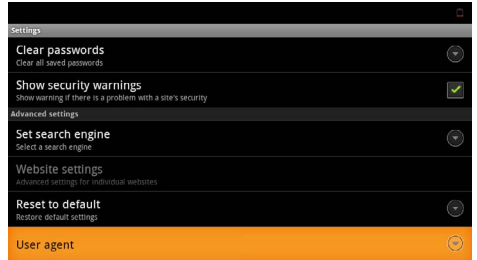 Settings
Clear passwords
Clear all saved passwords
Show security warnings
Show warning if there is a problem with a site's security
Advanced settings
Set search engine
Select a search engine
Website settings
Advanced settings for individual websites
Reset to default
Restore default settings
User agent